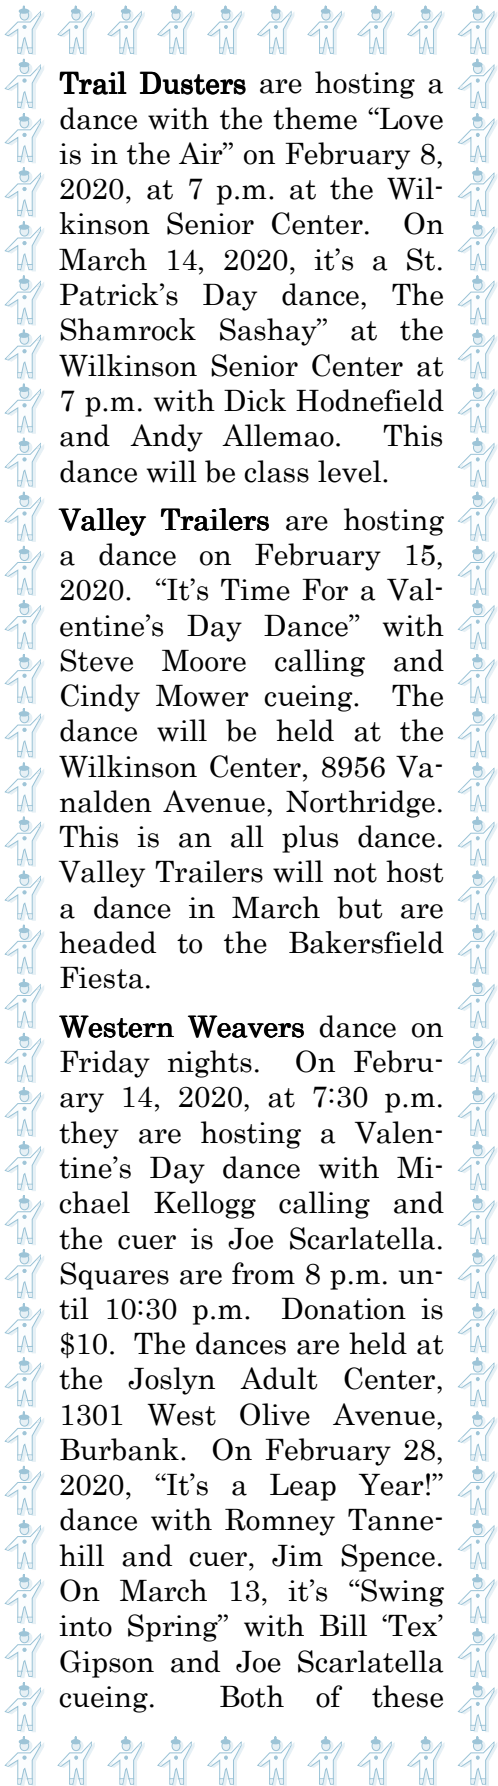 Trail Dusters are hosting a
dance with the theme “Love
is in the Air” on February 8,
2020, at 7 p.m. at the Wil-
kinson Senior Center. On
March 14, 2020, it’s a St.
Patrick’s Day dance, The
Shamrock Sashay” at the
Wilkinson Senior Center at
7 p.m. with Dick Hodnefield
and Andy Allemao. This
dance will be class level.
Valley Trailers are hosting
a dance on February 15,
2020. “It’s Time For a Val-
entine’s Day Dance” with
Steve Moore calling and
Cindy Mower cueing. The
dance will be held at the
Wilkinson Center, 8956 Va-
nalden Avenue, Northridge.
This is an all plus dance.
Valley Trailers will not host
a dance in March but are
headed to the Bakersfield
Fiesta.
Western Weavers dance on
Friday nights. On Febru-
ary 14, 2020, at 7:30 p.m.
they are hosting a Valen-
tine’s Day dance with Mi-
chael Kellogg calling and
the cuer is Joe Scarlatella.
Squares are from 8 p.m. un-
til 10:30 p.m. Donation is
$10. The dances are held at
the Joslyn Adult Center,
1301 West Olive Avenue,
Burbank. On February 28,
2020, “It’s a Leap Year!”
dance with Romney Tanne-
hill and cuer, Jim Spence.
On March 13, it’s “Swing
into Spring” with Bill ‘Tex’
Gipson and Joe Scarlatella
cueing. Both of these